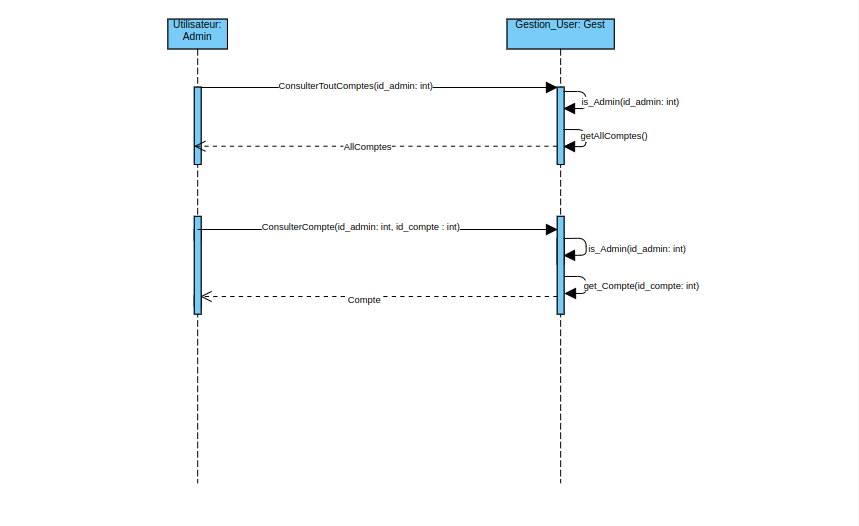 Utilisateur:
Admin
Gestion_User: Gest
ConsulterToutComptes(id_admin: int)
is_Admin(id_admin: int)
getAllComptes()
AllComptes
ConsulterCompte(id_admin: int, id_compte : int)
is_Admin(id_admin: int)
get_Compte(id_compte: int)
Compte